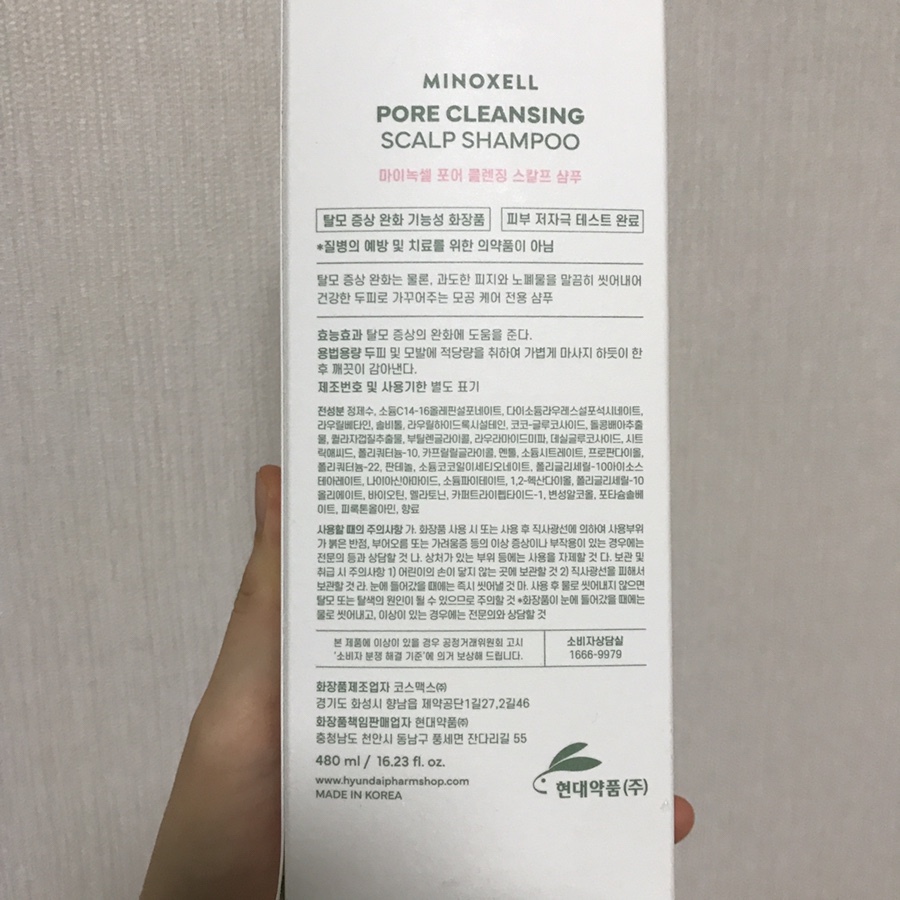 MINOXELL
PORE CLEANSING
SCALP SHAMPOO
마이녹셀 포어 클렌징 스칼프 샴푸
탈모 증상 완화 기능성 화장품 피부 저자극 테스트 완료
*질병의 예방 및 치료를 위한 의약품이 아님
탈모 증상 완화는 물론, 과도한 피지와 노폐물을 말끔히 씻어내어
건강한 두피로 가꾸어주는 모공 케어 전용 샴푸
효능효과 탈모 증상의 완화에 도움을 준다.
용법용량 두피 및 모발에 적당량을 취하여 가볍게 마사지 하듯이 한
후 깨끗이 감아낸다.
제조번호 및 사용기한 별도 표기
전성분 정제수, 소듐C14-16올레핀설포네이트, 다이소듐라우레스설포석시네이트,
라우릴베타인, 솔비톨, 라우릴하이드록시설테인, 코코-글루코사이드, 돌콩배아추출
물, 퀼라자껍질추출물, 부틸렌글라이콜, 라우라마이드미파, 데실글루코사이드, 시트
릭애씨드, 폴리쿼터늄-10, 카프릴릴글라이콜, 멘톨, 소듐시트레이트, 프로판다이올,
폴리쿼터늄-22, 판테놀, 소듐코코일이세티오네이트, 폴리글리세릴-10아이소스
테아레이트, 나이아신아마이드, 소듐파이테이트, 1,2-헥산다이올, 폴리글리세릴-10
올리에이트, 바이오틴, 멜라토닌, 카퍼트라이펩타이드-1, 변성알코올, 포타슘솔베
이트, 피록톤올아민, 향료
사용할 때의 주의사항 가. 화장품 사용 시 또는 사용 후 직사광선에 의하여 사용부위
가 붉은 반점, 부어오름 또는 가려움증 등의 이상 증상이나 부작용이 있는 경우에는
전문의 등과 상담할 것 나. 상처가 있는 부위 등에는 사용을 자제할 것 다. 보관 및
취급 시 주의사항 1) 어린이의 손이 닿지 않는 곳에 보관할 것 2) 직사광선을 피해서
보관할 것 라. 눈에 들어갔을 때에는 즉시 씻어낼 것 마. 사용 후 물로 씻어내지 않으면
탈모 또는 탈색의 원인이 될 수 있으므로 주의할 것 *화장품이 눈에 들어갔을 때에는
물로 씻어내고, 이상이 있는 경우에는 전문의와 상담할 것
본 제품에 이상이 있을 경우 공정거래위원회 고시
'소비자 분쟁 해결 기준'에 의거 보상해 드립니다.
소비자상담실
1666-9979
화장품제조업자 코스맥스㈜
경기도 화성시 향남읍 제약공단1길27,2길46
화장품책임판매업자 현대약품㈜
충청남도 천안시 동남구 풍세면 잔다리길 55
480 ml / 16.23 fl. oz.
www.hyundaipharmshop.com
MADE IN KOREA
현대약품(주)